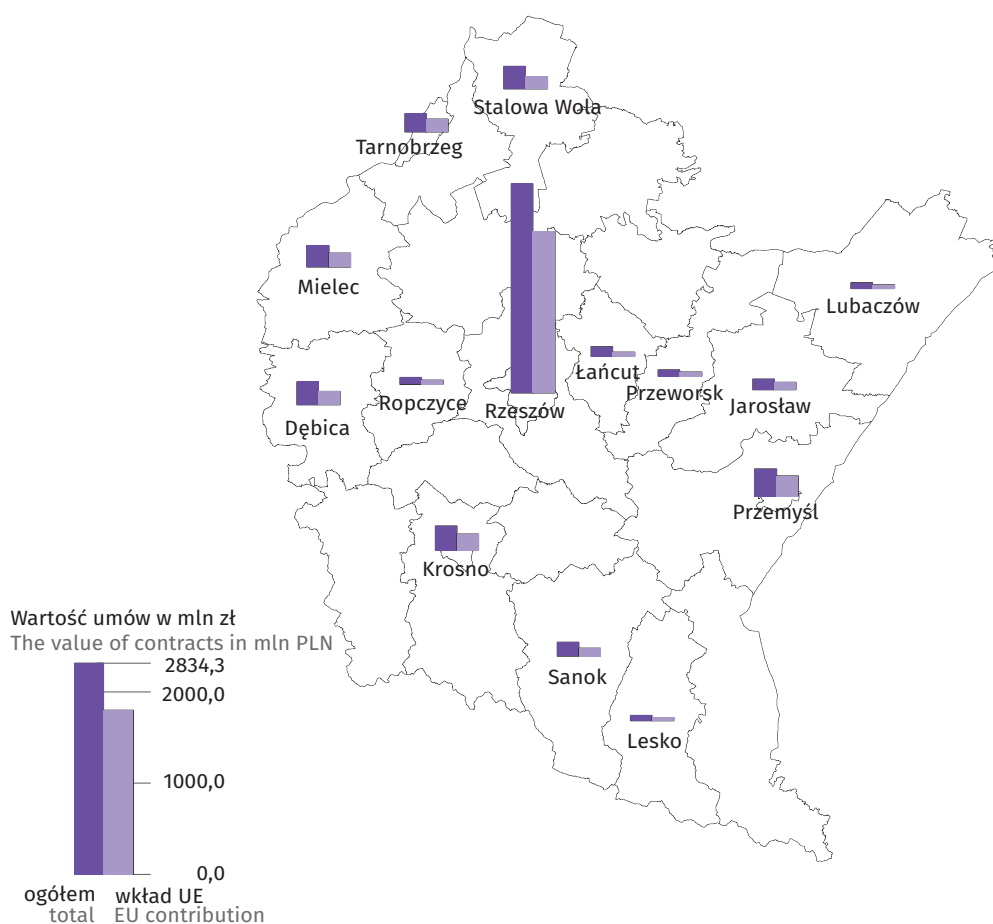 Stalowa Wola
Tarnobrzeg
Mielec
Lubaczów
Łańcut
Przeworsk
Ropczyce
Jarosław
Rzeszów
Dębica
Przemyśl
Krosno
Sanok
Lesko
Wartość umów w mln zł
The value of contracts in mln PLN
2834,3
2000,0
1000,0
0,0
ogółem wkład UE
total EU contribution